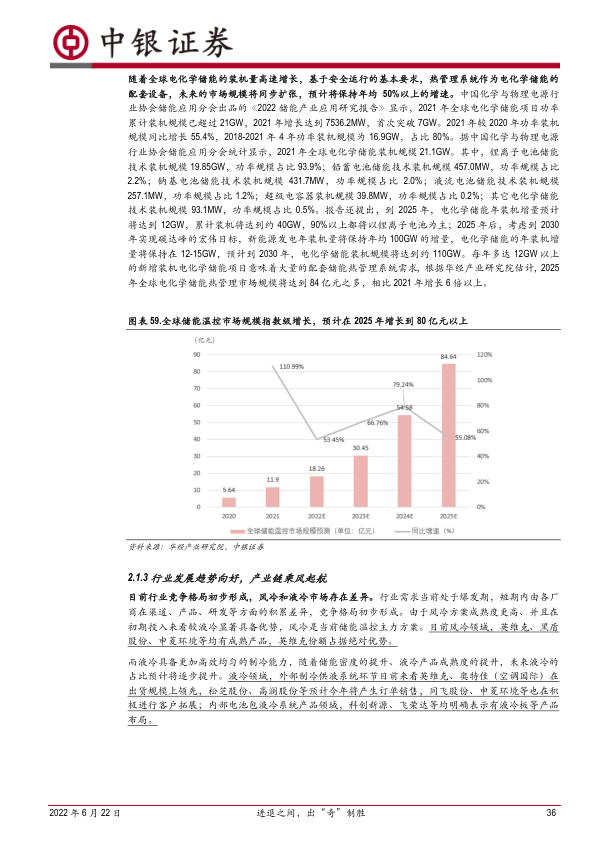 中银证券
随着全球电化学储能的装机量高速增长，基于安全运行的基本要求，热管理系统作为电化学储能的
配套设备，未来的市场规模将同步扩张，预计将保持年均 50%以上的增速。中国化学与物理电源行
业协会储能应用分会出品的《2022 储能产业应用研究报告》显示，2021 年全球电化学储能项目功率
累计装机规模已超过 21GW，2021 年增长达到 7536.2MW，首次突破 7GW。2021 年较 2020 年功率装机
规模同比增长 55.4%，2018-2021 年 4 年功率装机规模为 16.9GW，占比 80%。据中国化学与物理电源
行业协会储能应用分会统计显示，2021 年全球电化学储能装机规模 21.1GW。其中，锂离子电池储能
技术装机规模 19.85GW，功率规模占比 93.9%；铅蓄电池储能技术装机规模 457.0MW，功率规模占比
2.2%；钠基电池储能技术装机规模 431.7MW，功率规模占比 2.0%；液流电池储能技术装机规模
257.1MW，功率规模占比 1.2%；超级电容器装机规模 39.8MW，功率规模占比 0.2%；其它电化学储能
技术装机规模 93.1MW，功率规模占比 0.5%。报告还提出，到 2025 年，电化学储能年装机增量预计
将达到 12GW，累计装机将达到约 40GW，90%以上都将以锂离子电池为主；2025 年后，考虑到 2030
年实现碳达峰的宏伟目标，新能源发电年装机量将保持年均 100GW 的增量，电化学储能的年装机增
量将保持在 12-15GW，预计到 2030 年，电化学储能装机规模将达到约 110GW。每年多达 12GW 以上
的新增装机电化学储能项目意味着大量的配套储能热管理系统需求，根据华经产业研究院估计，2025
年全球电化学储能热管理市场规模将达到 84 亿元之多，相比 2021 年增长 6 倍以上。
图表 59.全球储能温控市场规模指数级增长，预计在 2025 年增长到 80 亿元以上
（亿元）
90 84.64 120%
80 110.99% 100%
70 79.24%
60 54.58 80%
50 66.76% 60%
40 53.45% 55.08% 40%
30 30.45
20 18.26 20%
10 5.64 11.9
0 0%
2020 2021 2022E 2023E 2024E 2025E
全球储能温控市场规模预测（单位：亿元） 同比增速（%）
资料来源：华经产业研究院，中银证券
2.1.3 行业发展趋势向好，产业链乘风起航
目前行业竞争格局初步形成，风冷和液冷市场存在差异。行业需求当前处于爆发期，短期内由各厂
商在渠道、产品、研发等方面的积累差异，竞争格局初步形成。由于风冷方案成熟度更高、并且在
初期投入来看较液冷显著具备优势，风冷是当前储能温控主力方案。目前风冷领域，英维克、黑盾
股份、申菱环境等均有成熟产品，英维克份额占据绝对优势。
而液冷具备更加高效均匀的制冷能力，随着储能密度的提升、液冷产品成熟度的提升，未来液冷的
占比预计将逐步提升。液冷领域，外部制冷供液系统环节目前来看英维克、奥特佳（空调国际）在
出货规模上领先，松芝股份、高澜股份等预计今年将产生订单销售，同飞股份、申菱环境等也在积
极进行客户拓展；内部电池包液冷系统产品领域，科创新源、飞荣达等均明确表示有液冷板等产品
布局。
2022 年 6 月 22 日 进退之间，出“奇”制胜 36